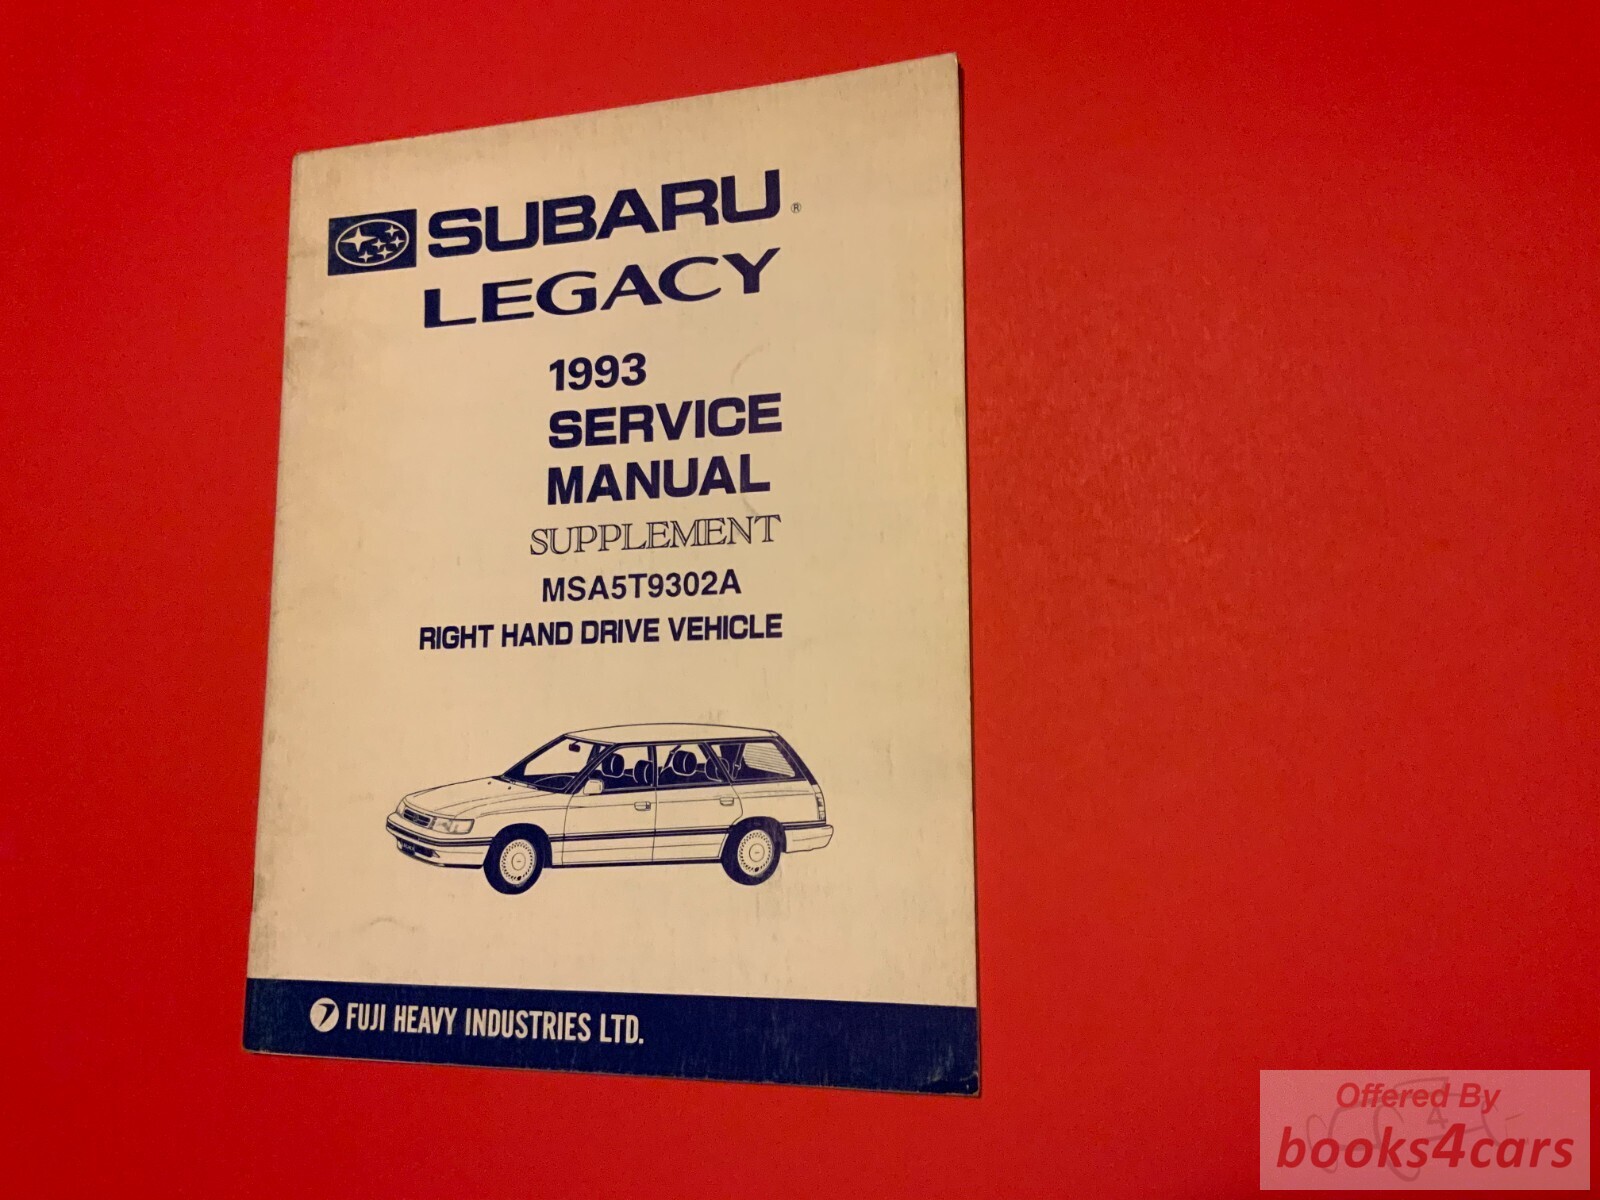 SUBARU®
LEGACY
1993
SERVICE
MANUAL
SUPPLEMENT
MSA5T9302A
RIGHT HAND DRIVE VEHICLE
FUJI HEAVY INDUSTRIES LTD.
Offered By
books4cars